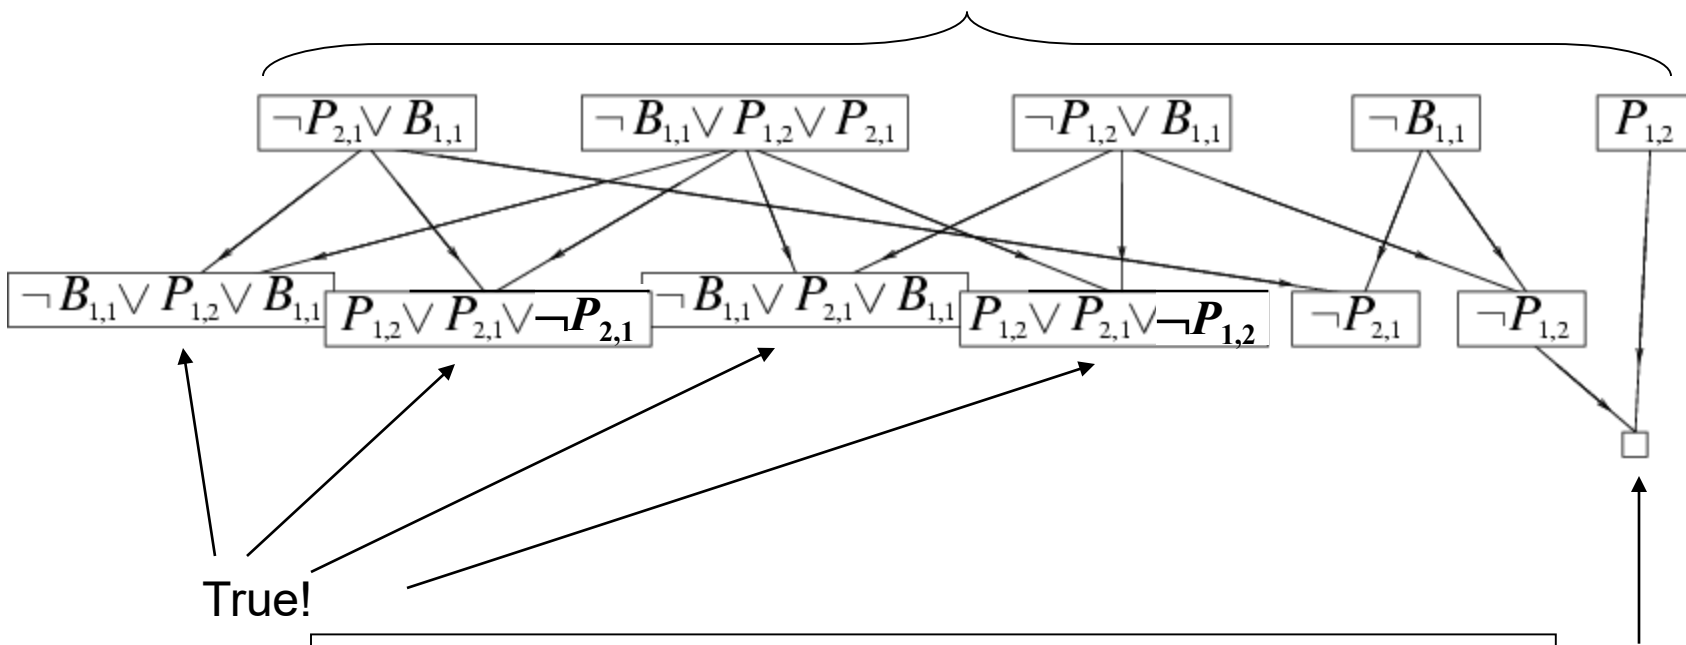 ¬P₂,₁∨ B₁,₁ ¬ B₁,₁∨ P₁,₂∨ P₂,₁ ¬P₁,₂∨ B₁,₁ ¬ B₁,₁ P₁,₂
¬ B₁,₁∨ P₁,₂∨ B₁,₁ P₁,₂∨ P₂,₁∨¬P₂,₁ ¬ B₁,₁∨ P₂,₁∨ B₁,₁ P₁,₂∨ P₂,₁∨¬P₁,₂ ¬P₂,₁ ¬P₁,₂
True!